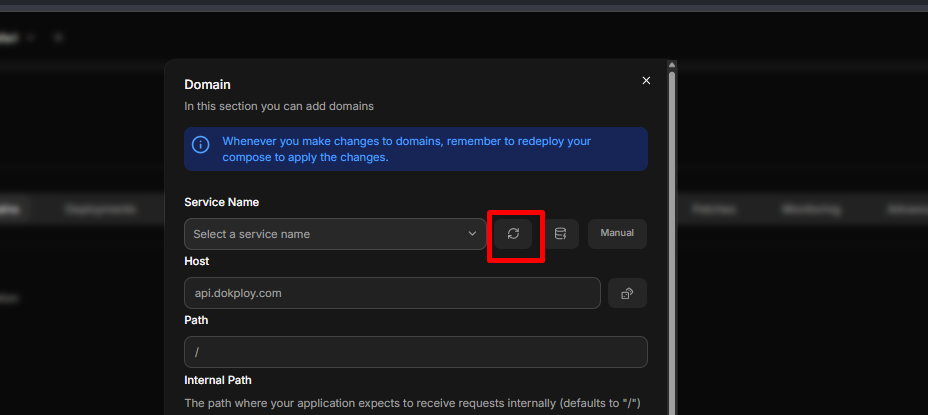 Domain
In this section you can add domains
Whenever you make changes to domains, remember to redeploy your
compose to apply the changes.
Service Name
Select a service name
Manual
Host
api.dokploy.com
Path
/
Internal Path
The path where your application expects to receive requests internally (defaults to "/")
Deployments
Patches
Monitoring